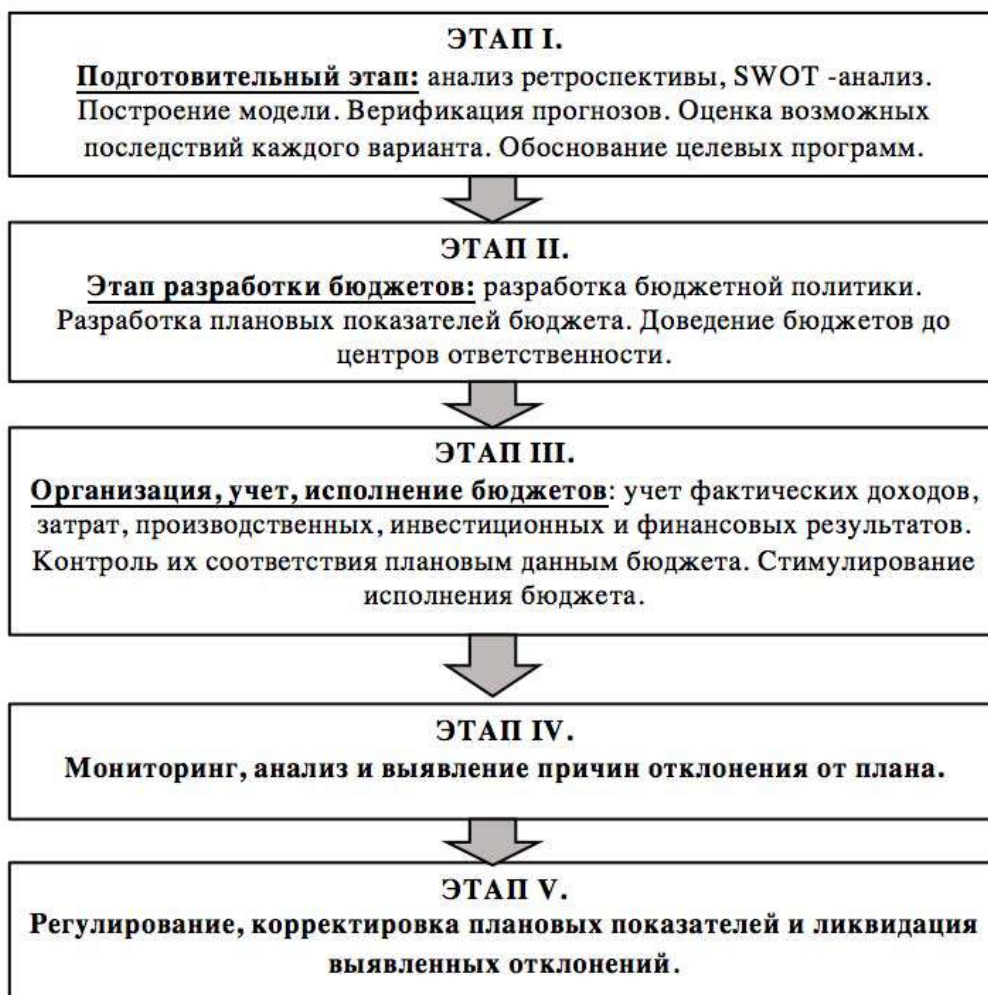 ЭТАП I.
Подготовительный этап: анализ ретроспективы, SWOT -анализ.
Построение модели. Верификация прогнозов. Оценка возможных
последствий каждого варианта. Обоснование целевых программ.
ЭТАП II.
Этап разработки бюджетов: разработка бюджетной политики.
Разработка плановых показателей бюджета. Доведение бюджетов до
центров ответственности.
ЭТАП III.
Организация, учет, исполнение бюджетов: учет фактических доходов,
затрат, производственных, инвестиционных и финансовых результатов.
Контроль их соответствия плановым данным бюджета. Стимулирование
исполнения бюджета.
ЭТАП IV.
Мониторинг, анализ и выявление причин отклонения от плана.
ЭТАП V.
Регулирование, корректировка плановых показателей и ликвидация
выявленных отклонений.